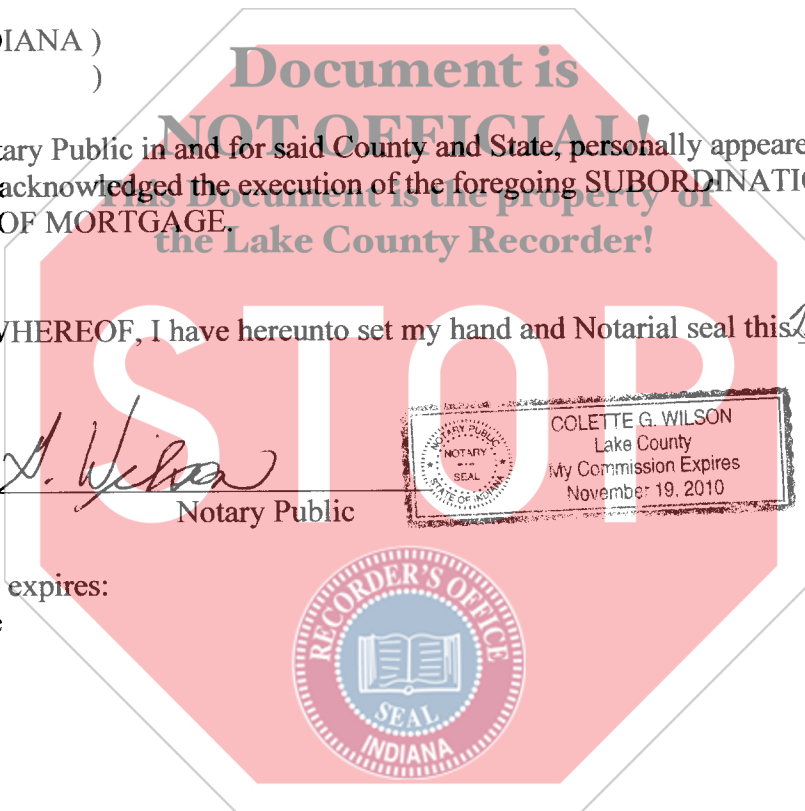 DIANA )
)
Document is
NOT OFFICIAL!
tary Public in and for said County and State, personally appeare
acknowledged the execution of the foregoing SUBORDINATIO
This Document is the property of
OF MORTGAGE.
the Lake County Recorder!
WHEREOF, I have hereunto set my hand and Notarial seal this
STOP
COLETTE G. WILSON
Lake County
My Commission Expires
November 19, 2010
NOTARY PUBLIC
NOTARY
SEAL
STATE OF INDIANA
G. Wilson
Notary Public
expires:
RECORDER'S OFFICE
SEAL
INDIANA